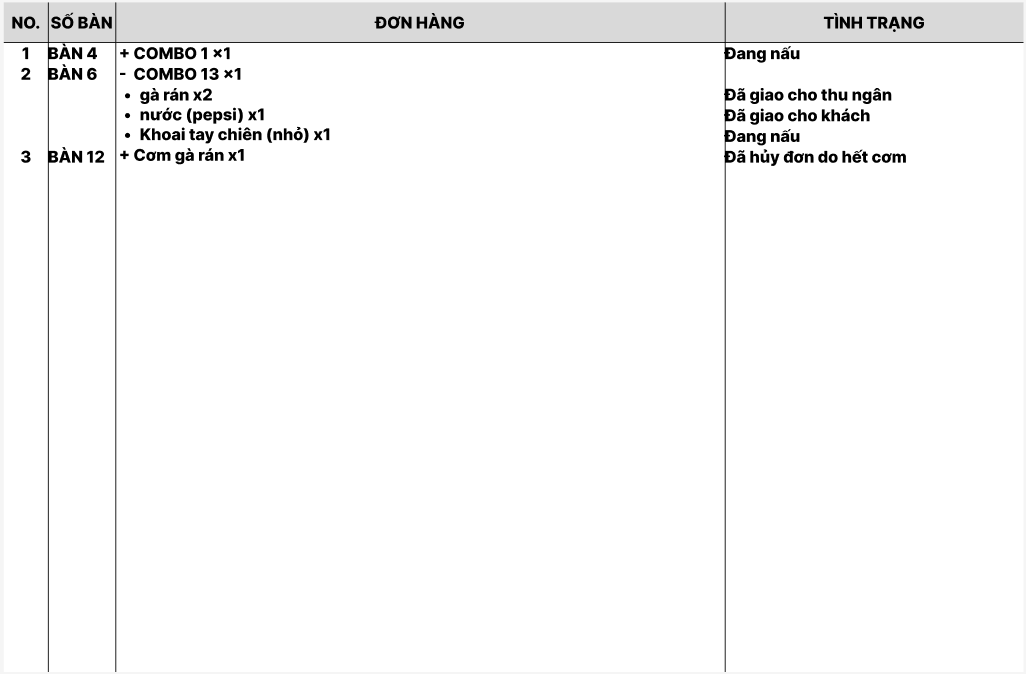 NO. SỐ BÀN ĐƠN HÀNG TÌNH TRẠNG
1 BÀN 4 + COMBO 1 ×1 Đang nấu
2 BÀN 6 - COMBO 13 ×1
• gà rán x2 Đã giao cho thu ngân
• nước (pepsi) x1 Đã giao cho khách
• Khoai tay chiên (nhỏ) x1 Đang nấu
3 BÀN 12 + Cơm gà rán x1 Đã hủy đơn do hết cơm